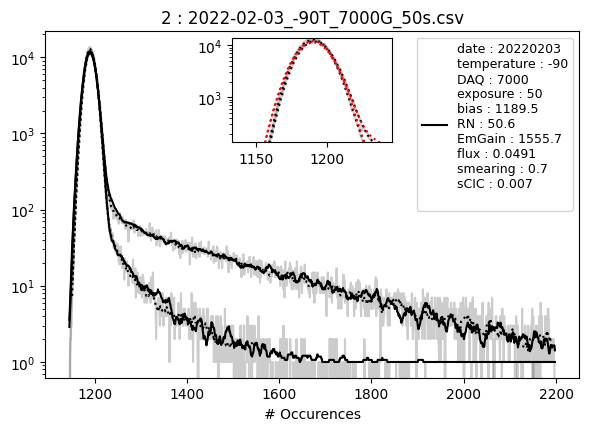 2 : 2022-02-03_-90T_7000G_50s.csv
10⁴
10³
10²
10¹
10⁰
10⁴
10³
1150
1200
date : 20220203
temperature : -90
DAQ : 7000
exposure : 50
bias : 1189.5
RN : 50.6
EmGain : 1555.7
flux : 0.0491
smearing : 0.7
sCIC : 0.007
1200
1400
1600
1800
2000
2200
# Occurences